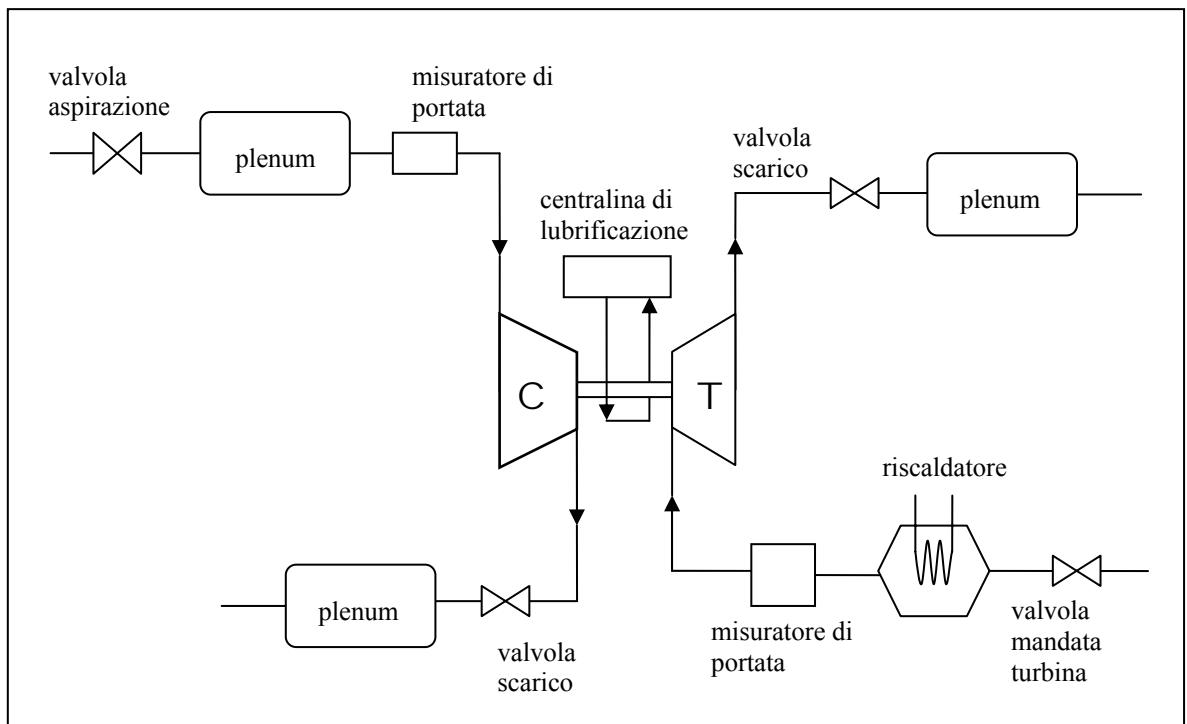 valvola
aspirazione
misuratore di
portata
plenum
valvola
scarico
plenum
centralina di
lubrificazione
C
T
riscaldatore
plenum
valvola
scarico
misuratore di
portata
valvola
mandata
turbina